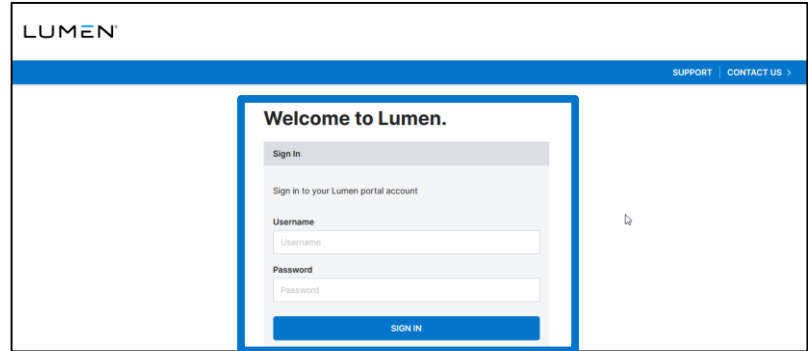 LUMEN®
SUPPORT | CONTACT US >
Welcome to Lumen.
Sign In
Sign in to your Lumen portal account
Username
Username
Password
Password
SIGN IN